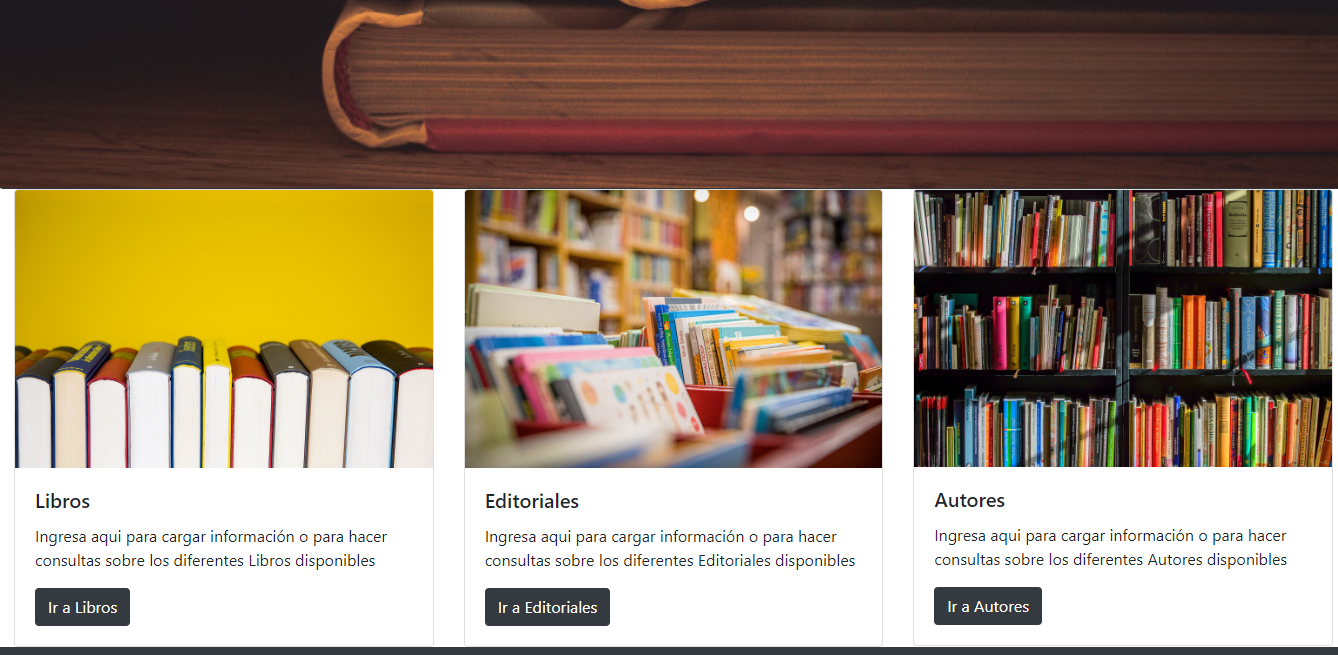 Libros
Ingresa aqui para cargar información o para hacer
consultas sobre los diferentes Libros disponibles
Ir a Libros
Editoriales
Ingresa aqui para cargar información o para hacer
consultas sobre los diferentes Editoriales disponibles
Ir a Editoriales
Autores
Ingresa aqui para cargar información o para hacer
consultas sobre los diferentes Autores disponibles
Ir a Autores